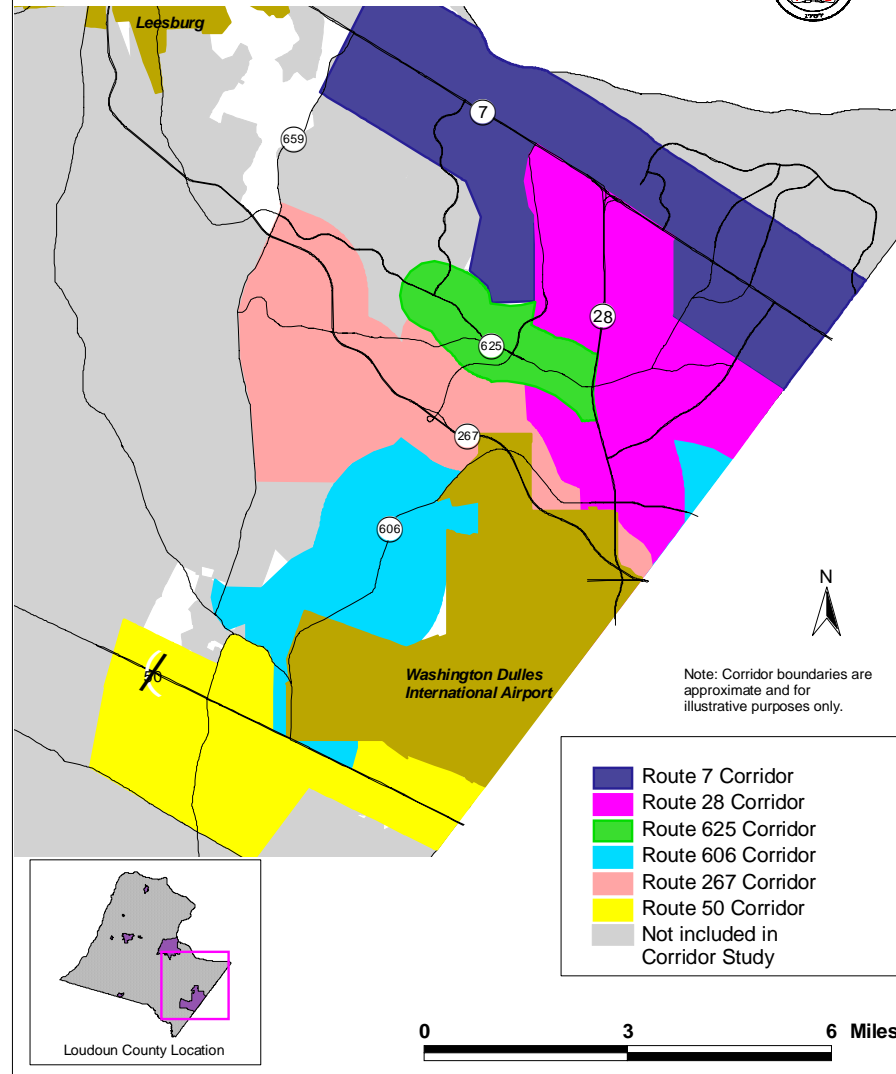 1757
Leesburg
7
659
28
625
267
606
N
Washington Dulles
International Airport
Note: Corridor boundaries are
approximate and for
illustrative purposes only.
50
Route 7 Corridor
Route 28 Corridor
Route 625 Corridor
Route 606 Corridor
Route 267 Corridor
Route 50 Corridor
Not included in
Corridor Study
Loudoun County Location
0 3 6 Miles